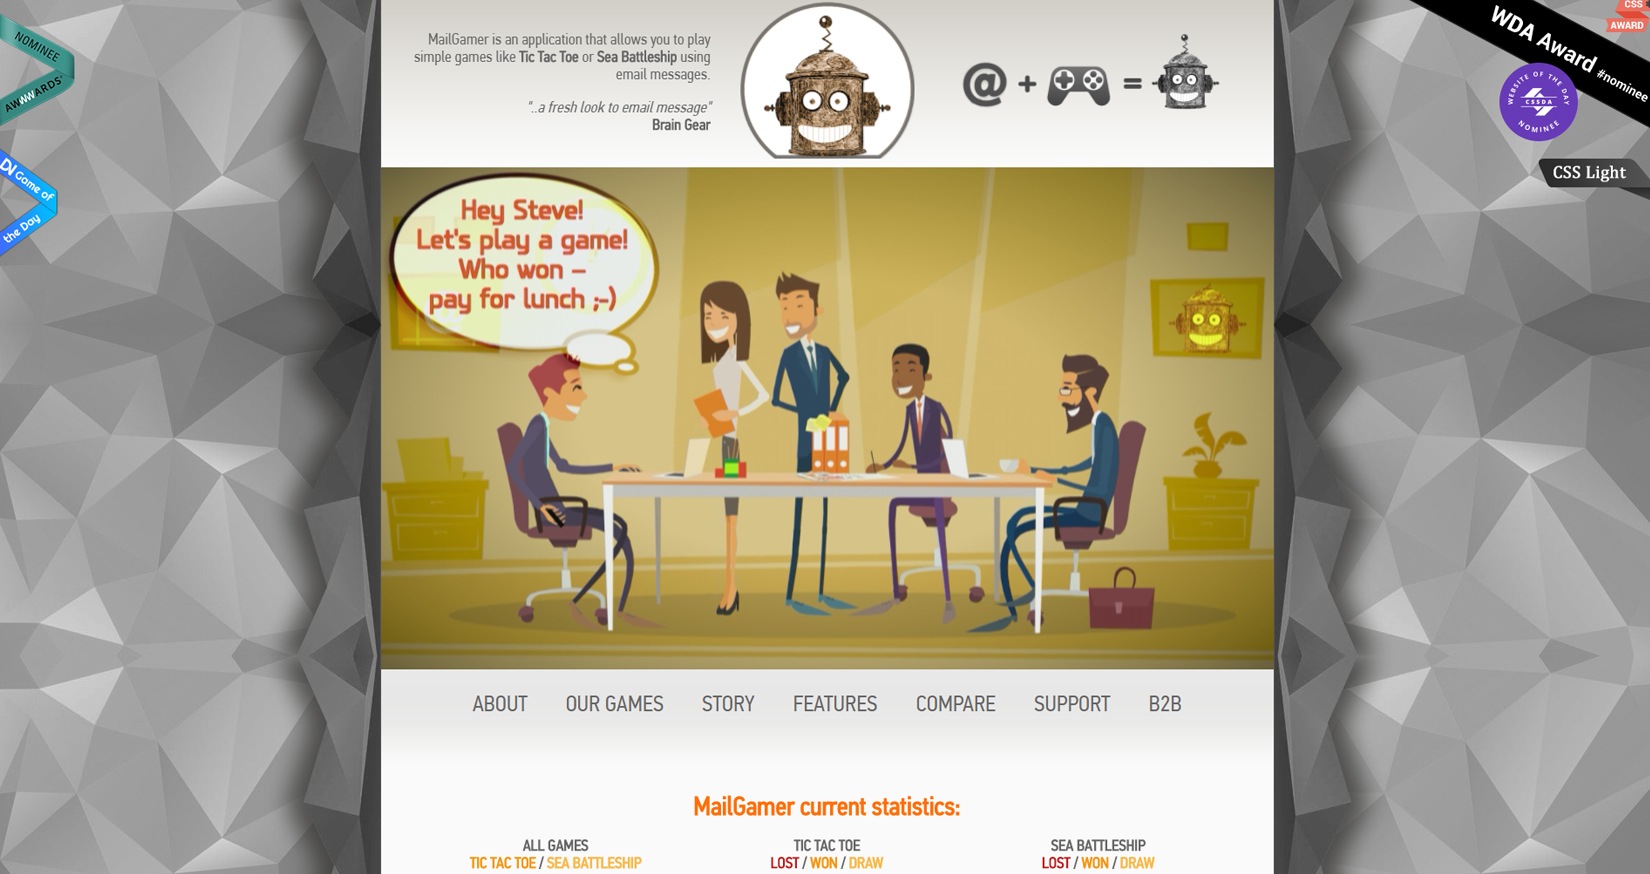 NOMINEE
AWWWARDS'
DI Game of
the Day
MailGamer is an application that allows you to play
simple games like Tic Tac Toe or Sea Battleship using
email messages.
"..a fresh look to email message"
Brain Gear
@ + =
CSS
AWARD
WDA Award #nominee
WEBSITE OF THE DAY
CSSDA
NOMINEE
CSS Light
Hey Steve!
Let's play a game!
Who won –
pay for lunch ;-)
ABOUT OUR GAMES STORY FEATURES COMPARE SUPPORT B2B
MailGamer current statistics:
ALL GAMES TIC TAC TOE SEA BATTLESHIP
TIC TAC TOE / SEA BATTLESHIP LOST / WON / DRAW LOST / WON / DRAW